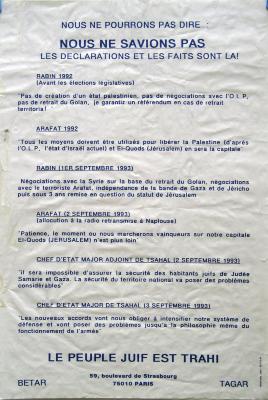 NOUS NE POURRONS PAS DIRE...:
NOUS NE SAVIONS PAS
LES DECLARATIONS ET LES FAITS SONT LA!
RABIN 1992
(Avant les élections législatives)
"Pas de création d'un état palestinien, pas de négociations avec l'O.L.P,
pas de retrait du Golan, je garantiz un référendum en cas de retrait
territorial"
ARAFAT 1992
"Tous les moyens doivent être utilisés pour libérer la Palestine (d'après
l'O.L.P, l'état d'Israël actuel) et El-Quods (Jérusalem) en sera la capitale"
RABIN (1ER SEPTEMBRE 1993)
Négociations avec la Syrie sur la base du retrait du Golan, négociations
avec le terroriste Arafat, indépendance de la bande de Gaza et de Jéricho
puis sous 3 ans remise en question du statut de Jérusalem
ARAFAT (2 SEPTEMBRE 1993)
(allocution à la radio retransmise à Naplouse)
"Patience, le moment ou nous marcherons vainqueurs sur notre capitale
El-Quods (JERUSALEM) n'est plus loin"
CHEF D'ETAT MAJOR ADJOINT DE TSAHAL (2 SEPTEMBRE 1993)
"il sera impossible d'assurer la sécurité des habitants juifs de Judée
Samarie et Gaza. La sécurité du territoire national va poser des problèmes
considérables"
CHEF D'ETAT MAJOR DE TSAHAL (3 SEPTEMBRE 1993)
"Les nouveaux accords vont nous obliger à intensifier notre système de
défense et vont poser des problèmes jusqu'à la philosophie même du
fonctionnement de l'armée"
LE PEUPLE JUIF EST TRAHI
59, boulevard de Strasbourg
BETAR 75010 PARIS TAGAR